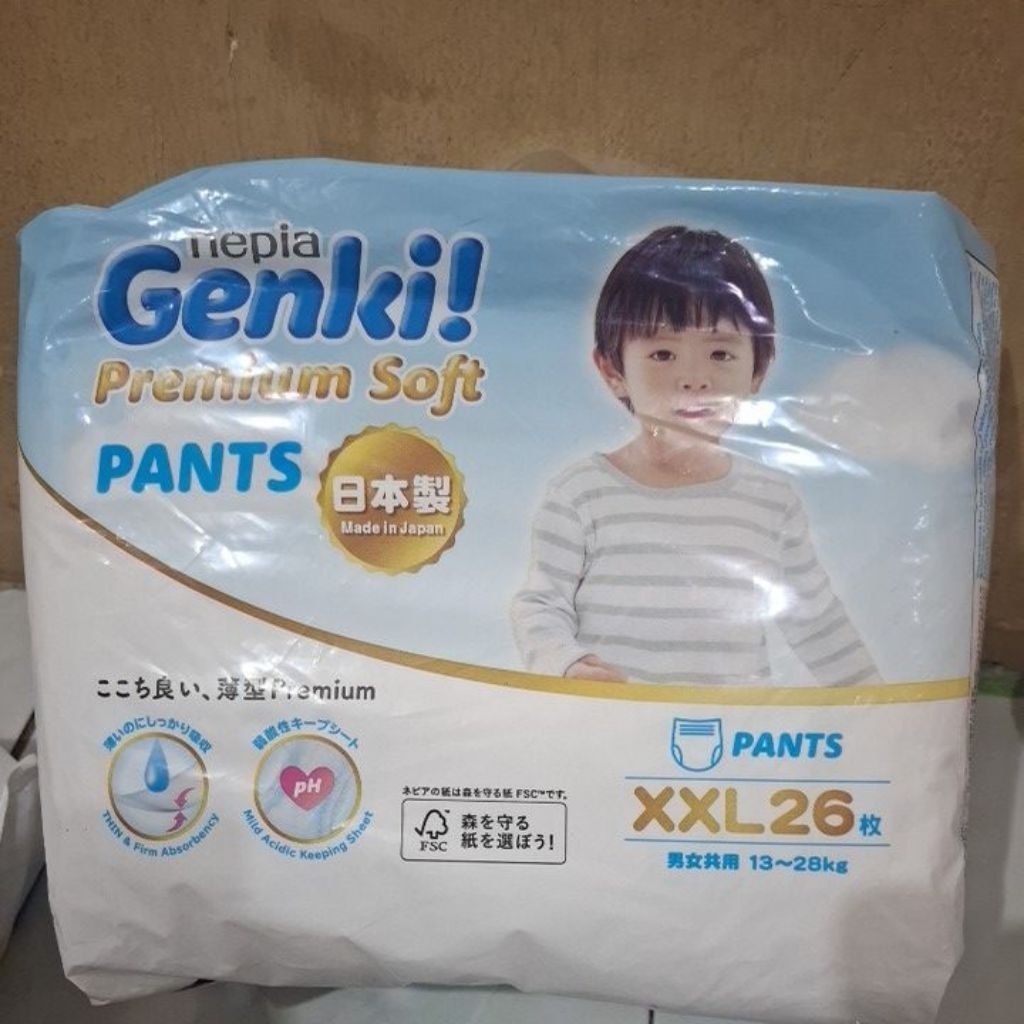 nepia
Genki!
Premium Soft
PANTS
日本製
Made in Japan
ここち良い、薄型Premium
薄いのにしっかり吸収
THIN & Firm Absorbency
弱酸性キープシート
pH
Mild Acidic Keeping Sheet
ネピアの紙は森を守る紙 FSC™です。
FSC
森を守る
紙を選ぼう!
PANTS
XXL26枚
男女共用 13～28kg